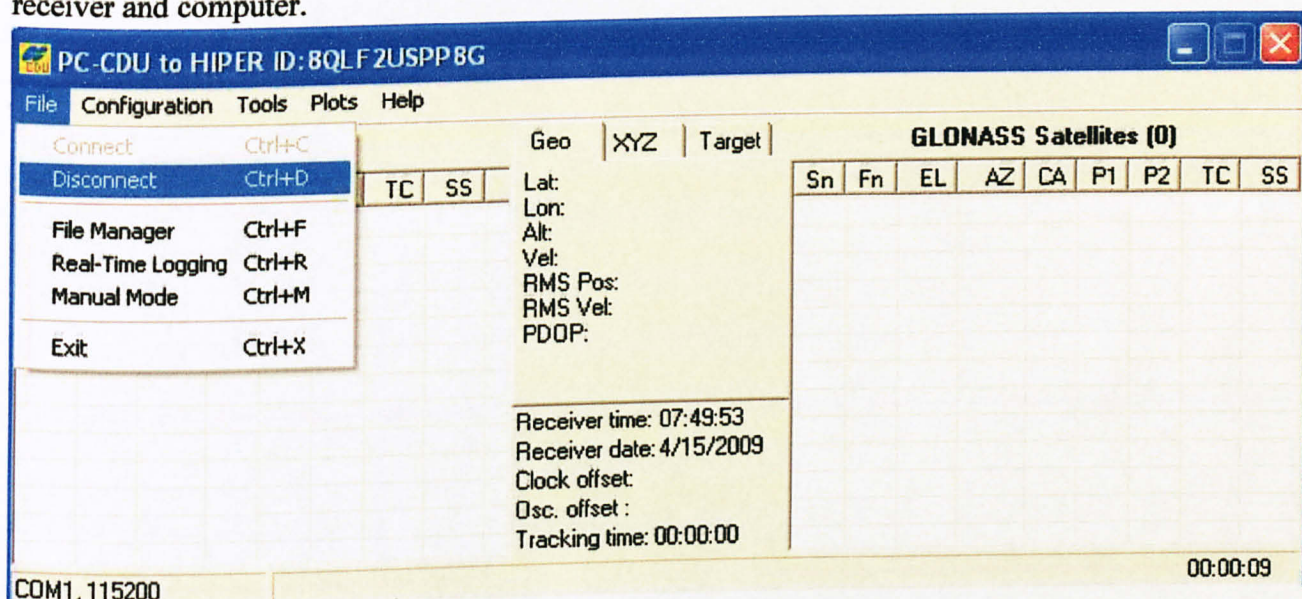 receiver and computer.
PC-CDU to HIPER ID:8QLF2USPP8G
File Configuration Tools Plots Help
Connect Ctrl+C
Disconnect Ctrl+D
File Manager Ctrl+F
Real-Time Logging Ctrl+R
Manual Mode Ctrl+M
Exit Ctrl+X
TC SS
Geo XYZ Target
Lat:
Lon:
Alt:
Vel:
RMS Pos:
RMS Vel:
PDOP:
Receiver time: 07:49:53
Receiver date: 4/15/2009
Clock offset:
Osc. offset :
Tracking time: 00:00:00
GLONASS Satellites (0)
Sn Fn EL AZ CA P1 P2 TC SS
COM1, 115200
00:00:09